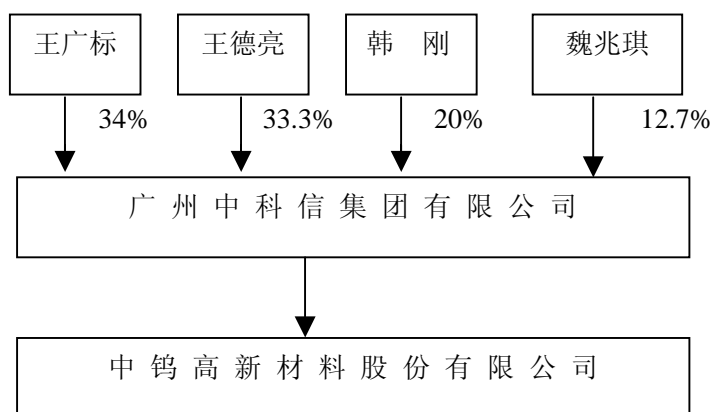 王广标 王德亮 韩 刚 魏兆琪
34% 33.3% 20% 12.7%
广州中科信集团有限公司
中钨高新材料股份有限公司